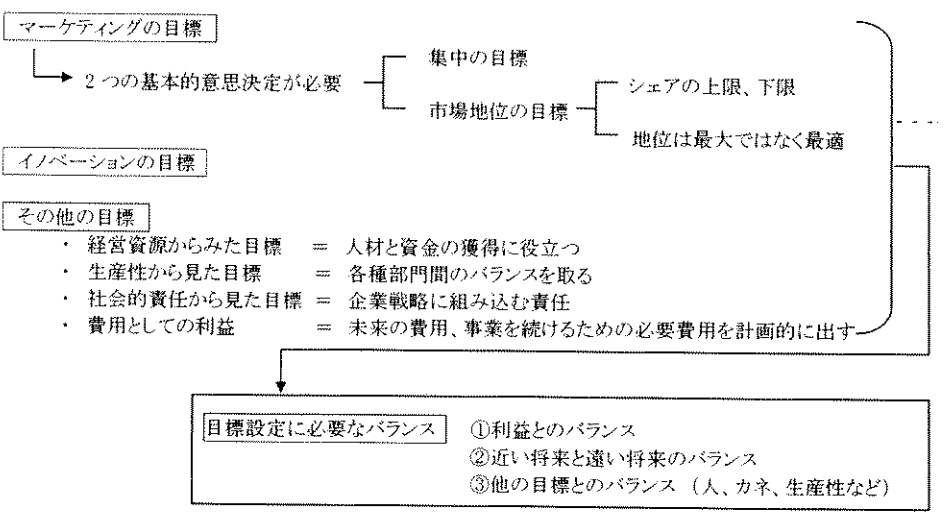 マーケティングの目標
2つの基本的意思決定が必要
集中の目標
市場地位の目標
シェアの上限、下限
地位は最大ではなく最適
イノベーションの目標
その他の目標
・ 経営資源からみた目標 = 人材と資金の獲得に役立つ
・ 生産性から見た目標 = 各種部門間のバランスを取る
・ 社会的責任から見た目標 = 企業戦略に組み込む責任
・ 費用としての利益 = 未来の費用、事業を続けるための必要費用を計画的に出す
目標設定に必要なバランス
①利益とのバランス
②近い将来と遠い将来のバランス
③他の目標とのバランス (人、カネ、生産性など)